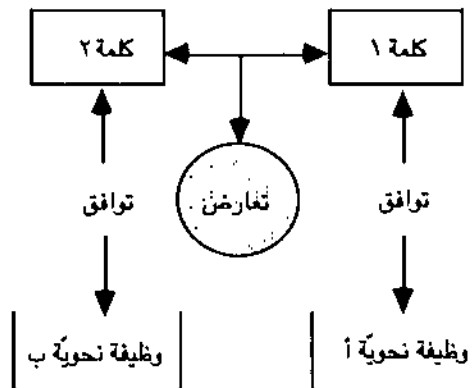 كلمة ١
كلمة ٢
تعارض
توافق
توافق
وظيفة نحويّة أ
وظيفة نحويّة ب